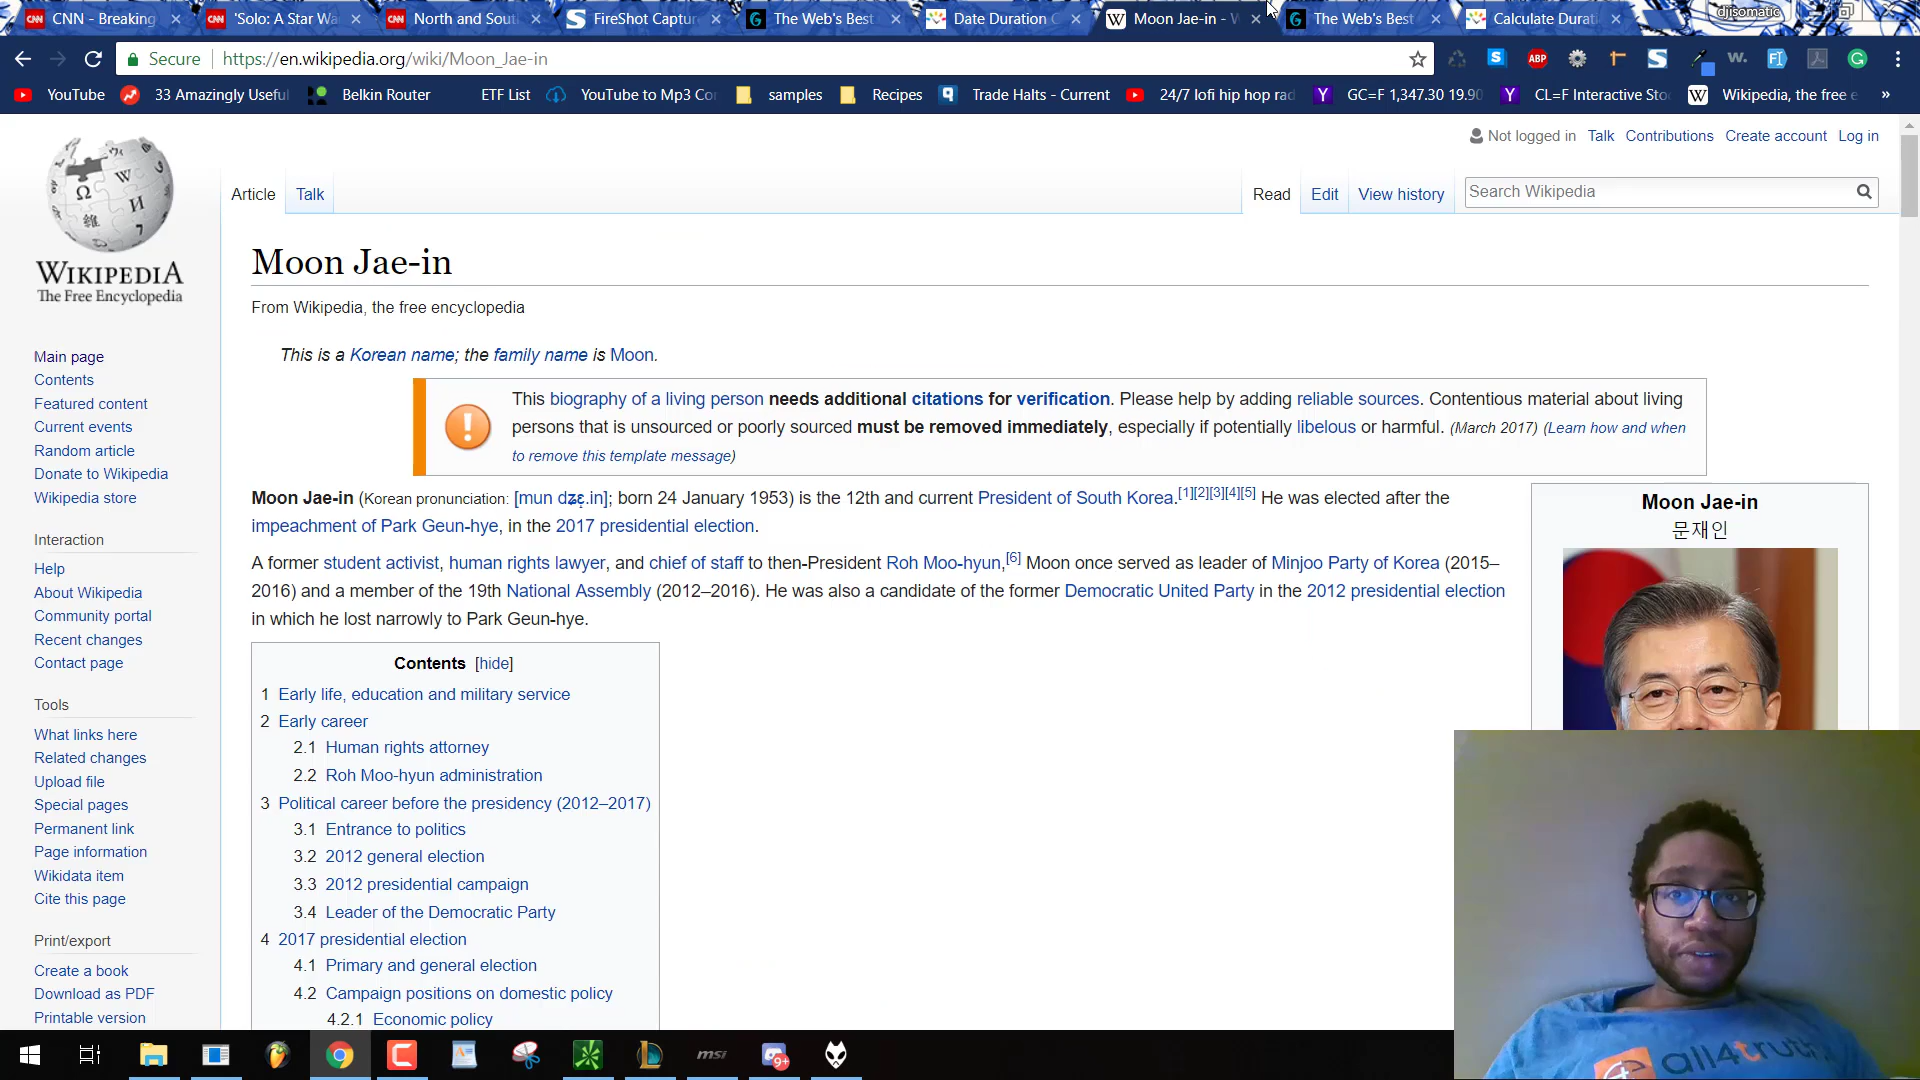 CNN - Breaking
'Solo: A Star Wa
North and Sout
FireShot Captur
The Web's Best
Date Duration C
Moon Jae-in - W
The Web's Best
Calculate Durat
djisomatic
Secure
https://en.wikipedia.org/wiki/Moon_Jae-in
YouTube
33 Amazingly Useful
Belkin Router
ETF List
YouTube to Mp3 Co
samples
Recipes
Trade Halts - Current
24/7 lofi hip hop rad
GC=F 1,347.30 19.90
CL=F Interactive Sto
Wikipedia, the free e
»
Not logged in Talk Contributions Create account Log in
Article Talk
Read Edit View history
Search Wikipedia
WIKIPEDIA
The Free Encyclopedia
Main page
Contents
Featured content
Current events
Random article
Donate to Wikipedia
Wikipedia store
Interaction
Help
About Wikipedia
Community portal
Recent changes
Contact page
Tools
What links here
Related changes
Upload file
Special pages
Permanent link
Page information
Wikidata item
Cite this page
Print/export
Create a book
Download as PDF
Printable version
Moon Jae-in
From Wikipedia, the free encyclopedia
This is a Korean name; the family name is Moon.
This biography of a living person needs additional citations for verification. Please help by adding reliable sources. Contentious material about living
persons that is unsourced or poorly sourced must be removed immediately, especially if potentially libelous or harmful. (March 2017) (Learn how and when
to remove this template message)
Moon Jae-in (Korean pronunciation: [mun dʑɛ̝.in]; born 24 January 1953) is the 12th and current President of South Korea.[1][2][3][4][5] He was elected after the
impeachment of Park Geun-hye, in the 2017 presidential election.
A former student activist, human rights lawyer, and chief of staff to then-President Roh Moo-hyun,[6] Moon once served as leader of Minjoo Party of Korea (2015–
2016) and a member of the 19th National Assembly (2012–2016). He was also a candidate of the former Democratic United Party in the 2012 presidential election
in which he lost narrowly to Park Geun-hye.
Contents [hide]
1 Early life, education and military service
2 Early career
2.1 Human rights attorney
2.2 Roh Moo-hyun administration
3 Political career before the presidency (2012–2017)
3.1 Entrance to politics
3.2 2012 general election
3.3 2012 presidential campaign
3.4 Leader of the Democratic Party
4 2017 presidential election
4.1 Primary and general election
4.2 Campaign positions on domestic policy
4.2.1 Economic policy
Moon Jae-in
문재인
all4truth
msi
9+